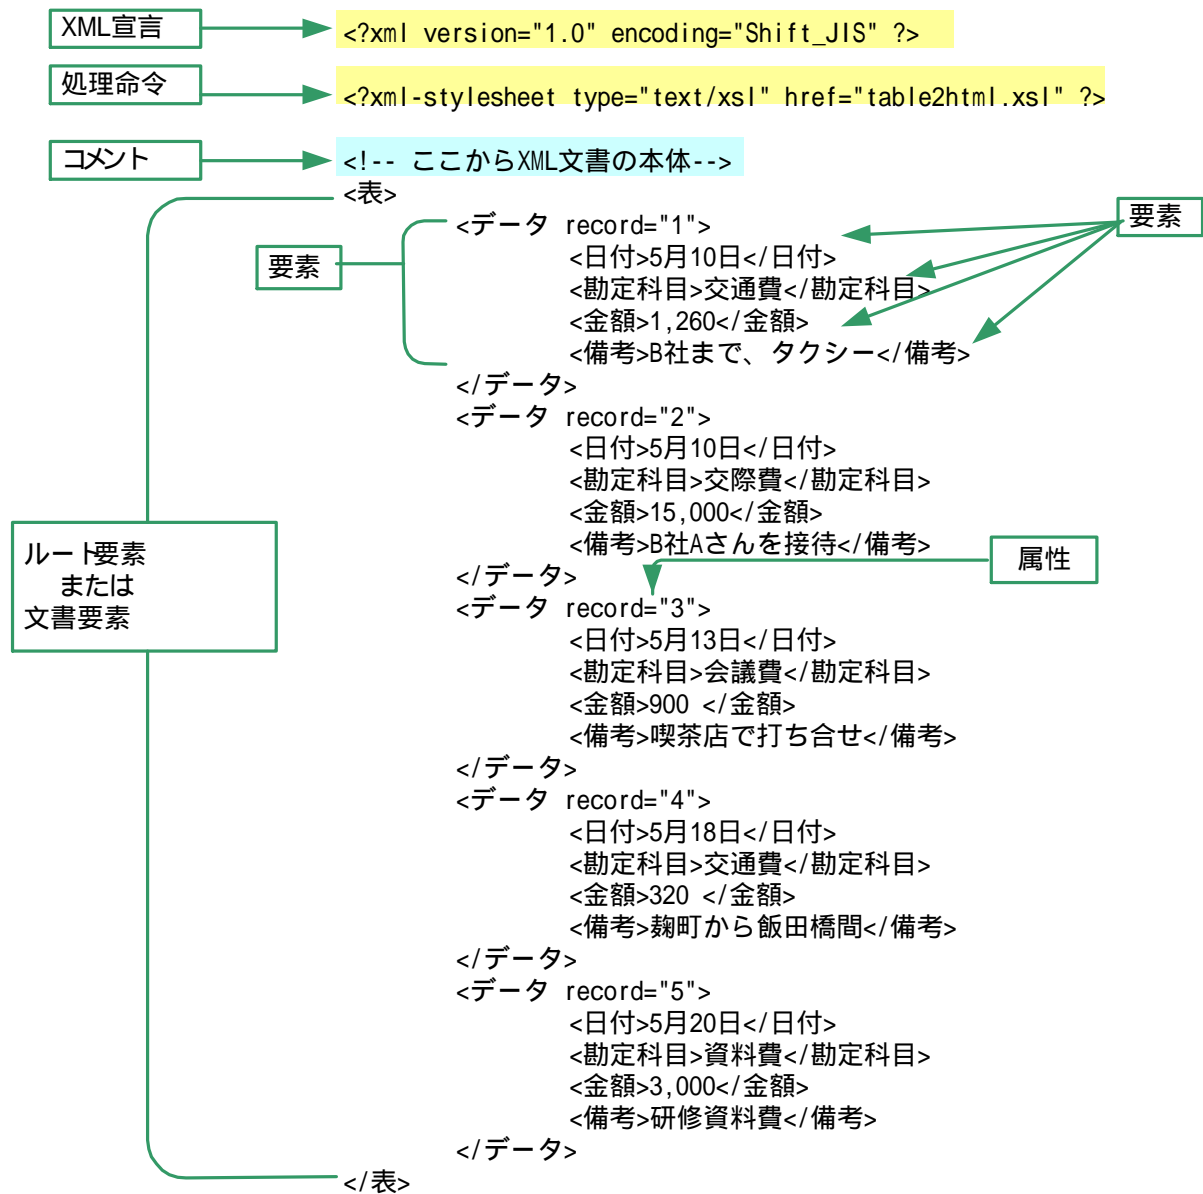 XML宣言
<?xml version="1.0" encoding="Shift_JIS" ?>
処理命令
<?xml-stylesheet type="text/xsl" href="table2html.xsl" ?>
コメント
<!-- ここからXML文書の本体-->
<表>
<データ record="1">
要素
<日付>5月10日</日付>
要素
<勘定科目>交通費</勘定科目>
<金額>1,260</金額>
<備考>B社まで、タクシー</備考>
</データ>
<データ record="2">
<日付>5月10日</日付>
<勘定科目>交際費</勘定科目>
<金額>15,000</金額>
<備考>B社Aさんを接待</備考>
属性
ルート要素
または
文書要素
</データ>
<データ record="3">
<日付>5月13日</日付>
<勘定科目>会議費</勘定科目>
<金額>900 </金額>
<備考>喫茶店で打ち合せ</備考>
</データ>
<データ record="4">
<日付>5月18日</日付>
<勘定科目>交通費</勘定科目>
<金額>320 </金額>
<備考>麹町から飯田橋間</備考>
</データ>
<データ record="5">
<日付>5月20日</日付>
<勘定科目>資料費</勘定科目>
<金額>3,000</金額>
<備考>研修資料費</備考>
</データ>
</表>